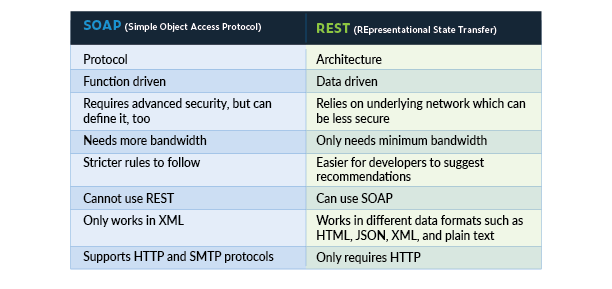 SOAP (Simple Object Access Protocol) REST (REpresentational State Transfer)
Protocol Architecture
Function driven Data driven
Requires advanced security, but can define it, too Relies on underlying network which can be less secure
Needs more bandwidth Only needs minimum bandwidth
Stricter rules to follow Easier for developers to suggest recommendations
Cannot use REST Can use SOAP
Only works in XML Works in different data formats such as HTML, JSON, XML, and plain text
Supports HTTP and SMTP protocols Only requires HTTP